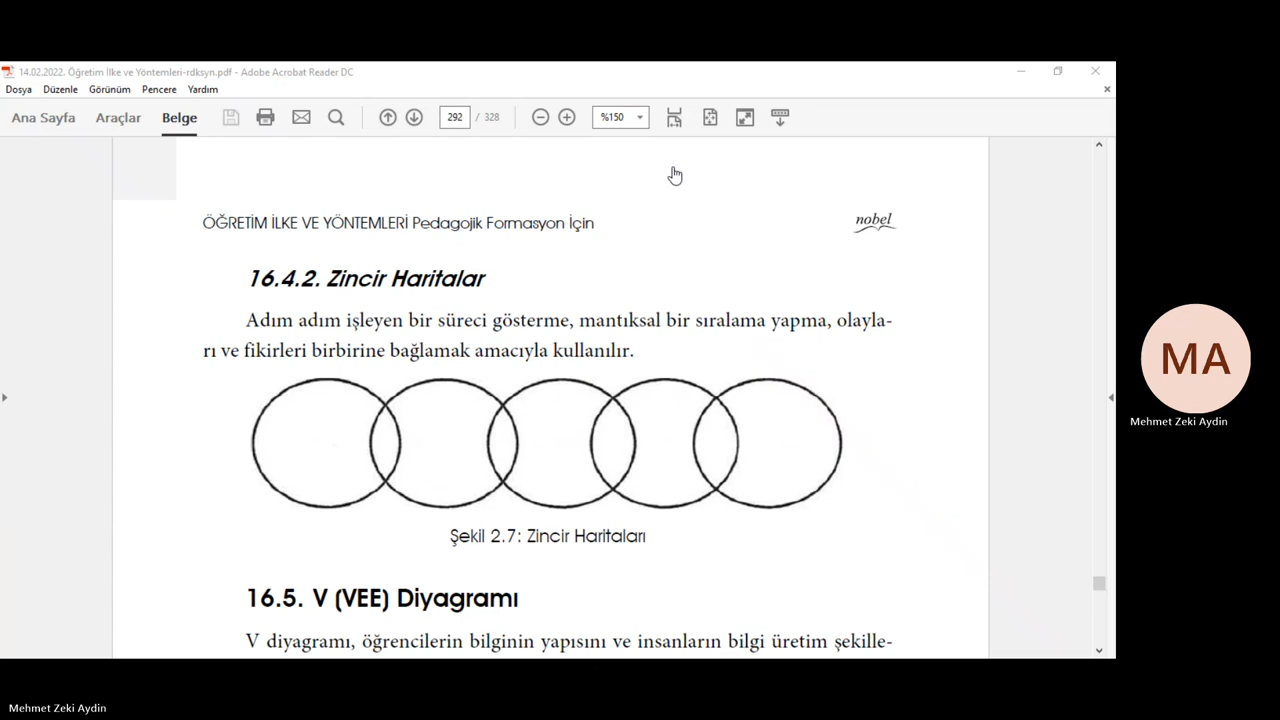 14.02.2022. Öğretim İlke ve Yöntemleri-rdksyn.pdf - Adobe Acrobat Reader DC
Dosya Düzenle Görünüm Pencere Yardım
Ana Sayfa Araçlar Belge 292 / 328 %150
ÖĞRETİM İLKE VE YÖNTEMLERİ Pedagojik Formasyon İçin nobel
16.4.2. Zincir Haritalar
Adım adım işleyen bir süreci gösterme, mantıksal bir sıralama yapma, olayla-
rı ve fikirleri birbirine bağlamak amacıyla kullanılır.
Şekil 2.7: Zincir Haritaları
16.5. V (VEE) Diyagramı
V diyagramı, öğrencilerin bilginin yapısını ve insanların bilgi üretim şekille-
MA
Mehmet Zeki Aydin
Mehmet Zeki Aydin